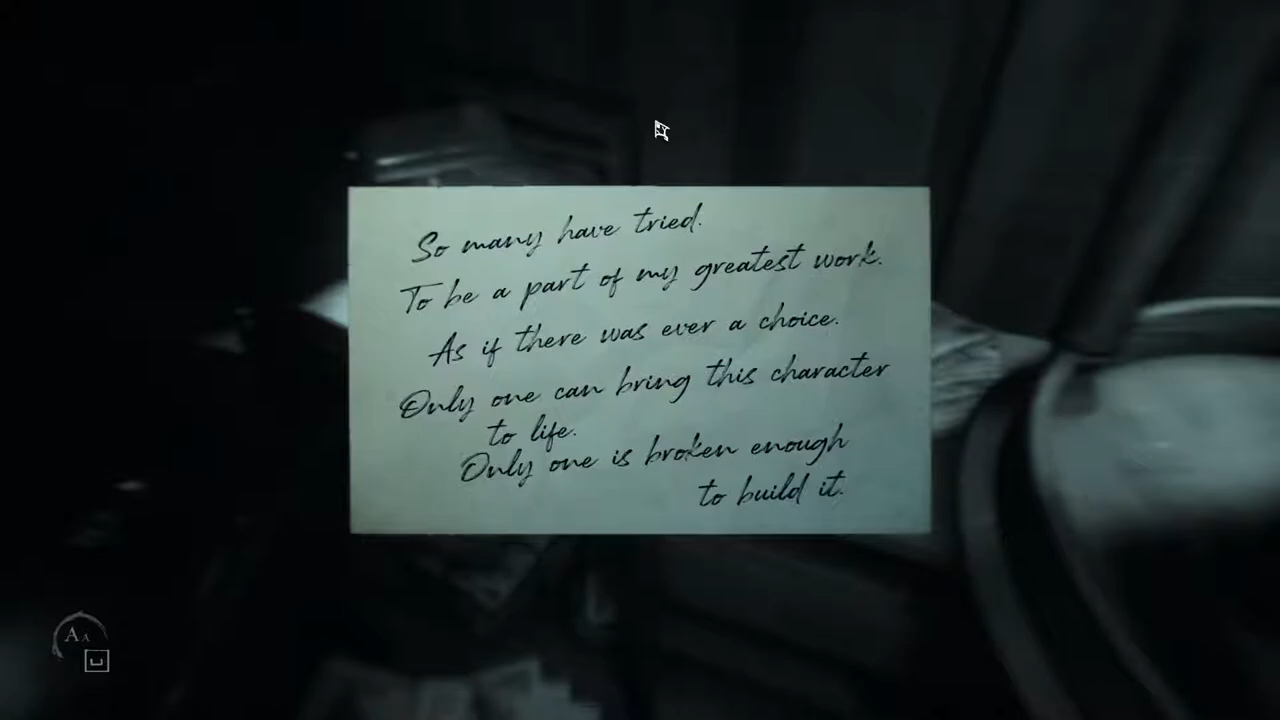 So many have tried.
To be a part of my greatest work.
As if there was ever a choice.
Only one can bring this character
to life.
Only one is broken enough
to build it.
AA